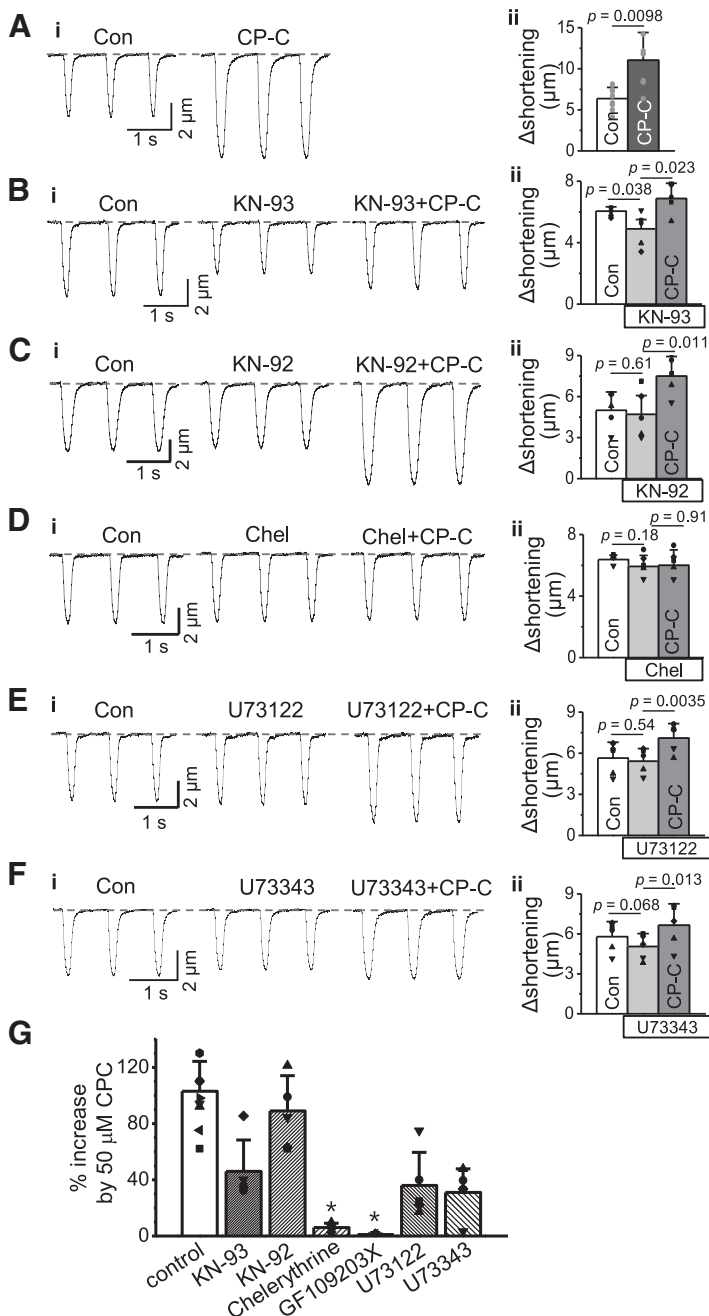 A i Con CP-C
1 s 2 µm
ii p = 0.0098
Δshortening (µm)
15
10
5
0
Con CP-C
B i Con KN-93 KN-93+CP-C
1 s 2 µm
ii p = 0.023
p = 0.038
Δshortening (µm)
6
3
0
Con CP-C
KN-93
C i Con KN-92 KN-92+CP-C
1 s 2 µm
ii p = 0.011
p = 0.61
Δshortening (µm)
9
6
3
0
Con CP-C
KN-92
D i Con Chel Chel+CP-C
1 s 2 µm
ii p = 0.91
p = 0.18
Δshortening (µm)
6
3
0
Con CP-C
Chel
E i Con U73122 U73122+CP-C
1 s 2 µm
ii p = 0.0035
p = 0.54
Δshortening (µm)
9
6
3
0
Con CP-C
U73122
F i Con U73343 U73343+CP-C
1 s 2 µm
ii p = 0.013
p = 0.068
Δshortening (µm)
9
6
3
0
Con CP-C
U73343
G
% increase
by 50 µM CPC
120
80
40
0
* *
control KN-93 KN-92 Chelerythrine GF109203X U73122 U73343